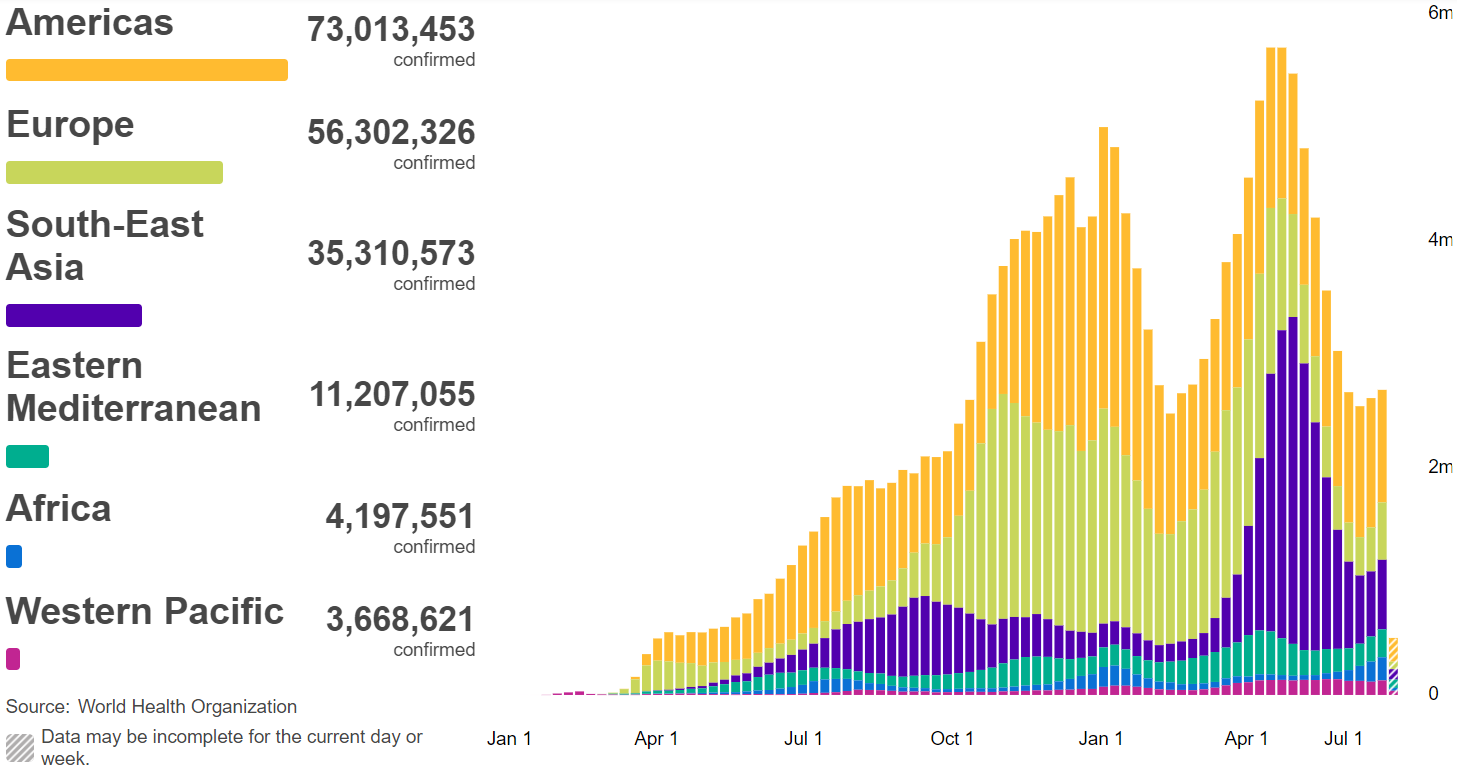 Americas
73,013,453
confirmed
Europe
56,302,326
confirmed
South-East
Asia
35,310,573
confirmed
Eastern
Mediterranean
11,207,055
confirmed
Africa
4,197,551
confirmed
Western Pacific
3,668,621
confirmed
Source: World Health Organization
Data may be incomplete for the current day or
week.
6m
4m
2m
0
Jan 1
Apr 1
Jul 1
Oct 1
Jan 1
Apr 1
Jul 1